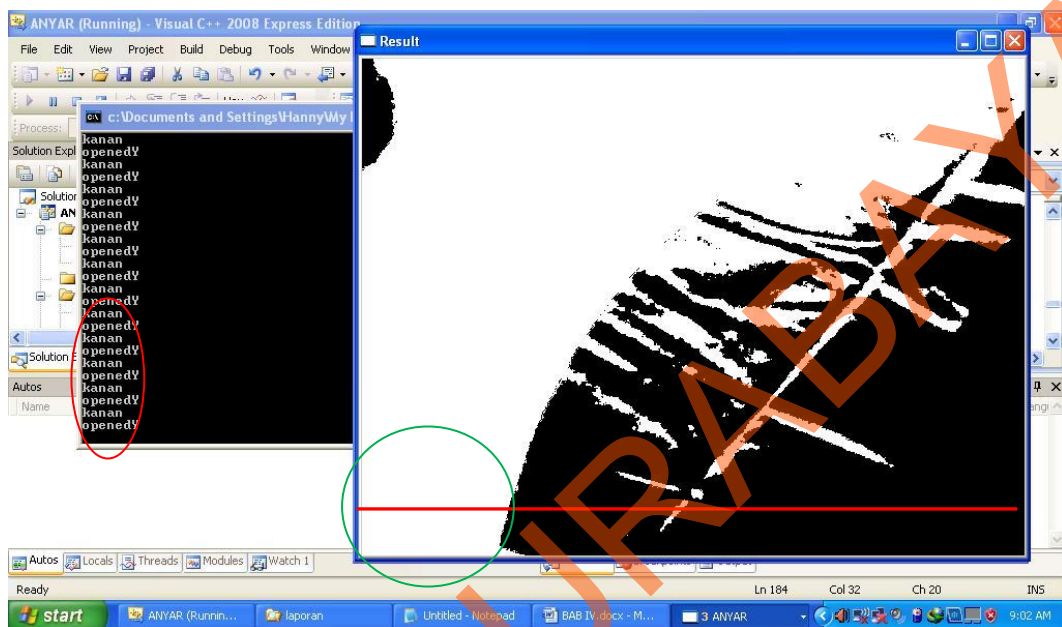 ANYAR (Running) - Visual C++ 2008 Express Edition
File Edit View Project Build Debug Tools Window
Result
Process:
c:\Documents and Settings\Hanny\My
Solution Expl
Solution
AN
kanan
openedY
kanan
openedY
kanan
openedY
kanan
openedY
kanan
openedY
kanan
openedY
kanan
openedY
kanan
openedY
kanan
openedY
kanan
openedY
kanan
openedY
kanan
openedY
Solution E
Autos
Name
Autos Locals Threads Modules Watch 1
Ready Ln 184 Col 32 Ch 20 INS
start ANYAR (Runnin... laporan Untitled - Notepad BAB IV.docx - M... 3 ANYAR 9:02 AM
URABAY